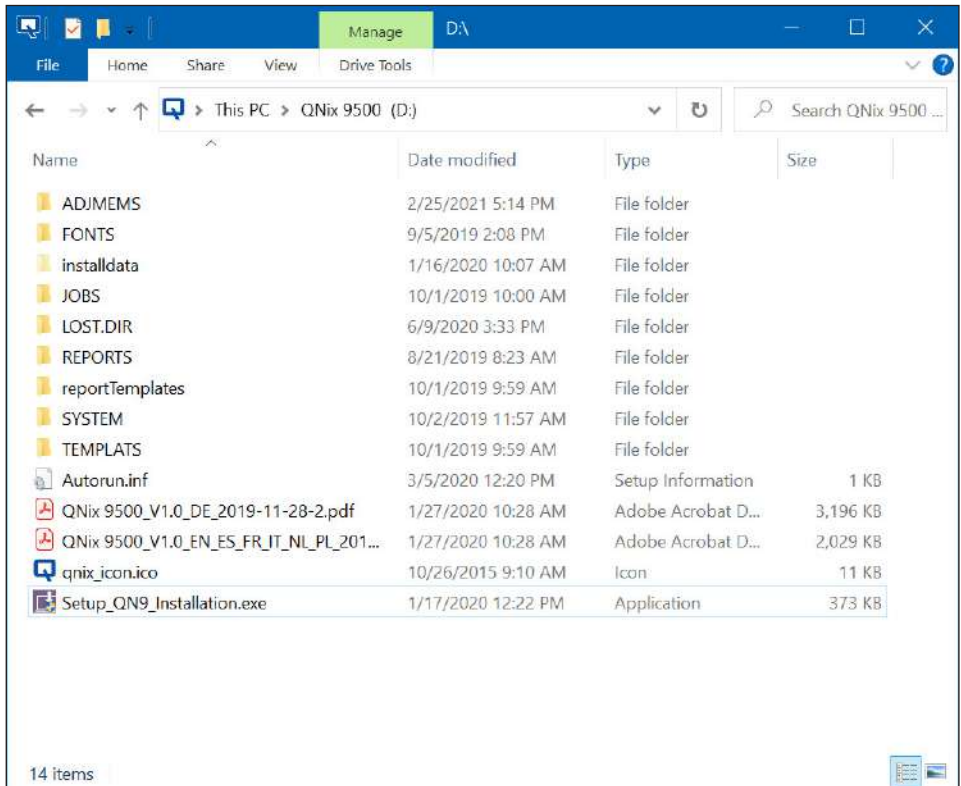 Manage D:\
File Home Share View Drive Tools
This PC > QNix 9500 (D:) Search QNix 9500 ...
Name Date modified Type Size
ADJMEMS 2/25/2021 5:14 PM File folder
FONTS 9/5/2019 2:08 PM File folder
installdata 1/16/2020 10:07 AM File folder
JOBS 10/1/2019 10:00 AM File folder
LOST.DIR 6/9/2020 3:33 PM File folder
REPORTS 8/21/2019 8:23 AM File folder
reportTemplates 10/1/2019 9:59 AM File folder
SYSTEM 10/2/2019 11:57 AM File folder
TEMPLATS 10/1/2019 9:59 AM File folder
Autorun.inf 3/5/2020 12:20 PM Setup Information 1 KB
QNix 9500_V1.0_DE_2019-11-28-2.pdf 1/27/2020 10:28 AM Adobe Acrobat D... 3,196 KB
QNix 9500_V1.0_EN_ES_FR_IT_NL_PL_201... 1/27/2020 10:28 AM Adobe Acrobat D... 2,029 KB
qnix_icon.ico 10/26/2015 9:10 AM Icon 11 KB
Setup_QN9_Installation.exe 1/17/2020 12:22 PM Application 373 KB
14 items